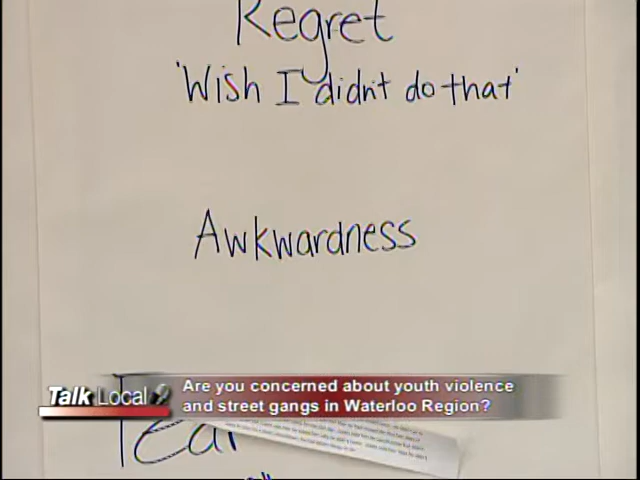 Regret
'Wish I didn't do that'
Awkwardness
Talk Local
Are you concerned about youth violence
and street gangs in Waterloo Region?